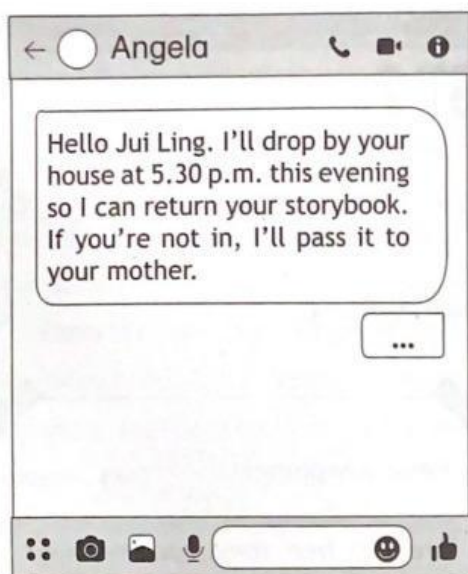 Angela
Hello Jui Ling. I'll drop by your
house at 5.30 p.m. this evening
so I can return your storybook.
If you're not in, I'll pass it to
your mother.
...